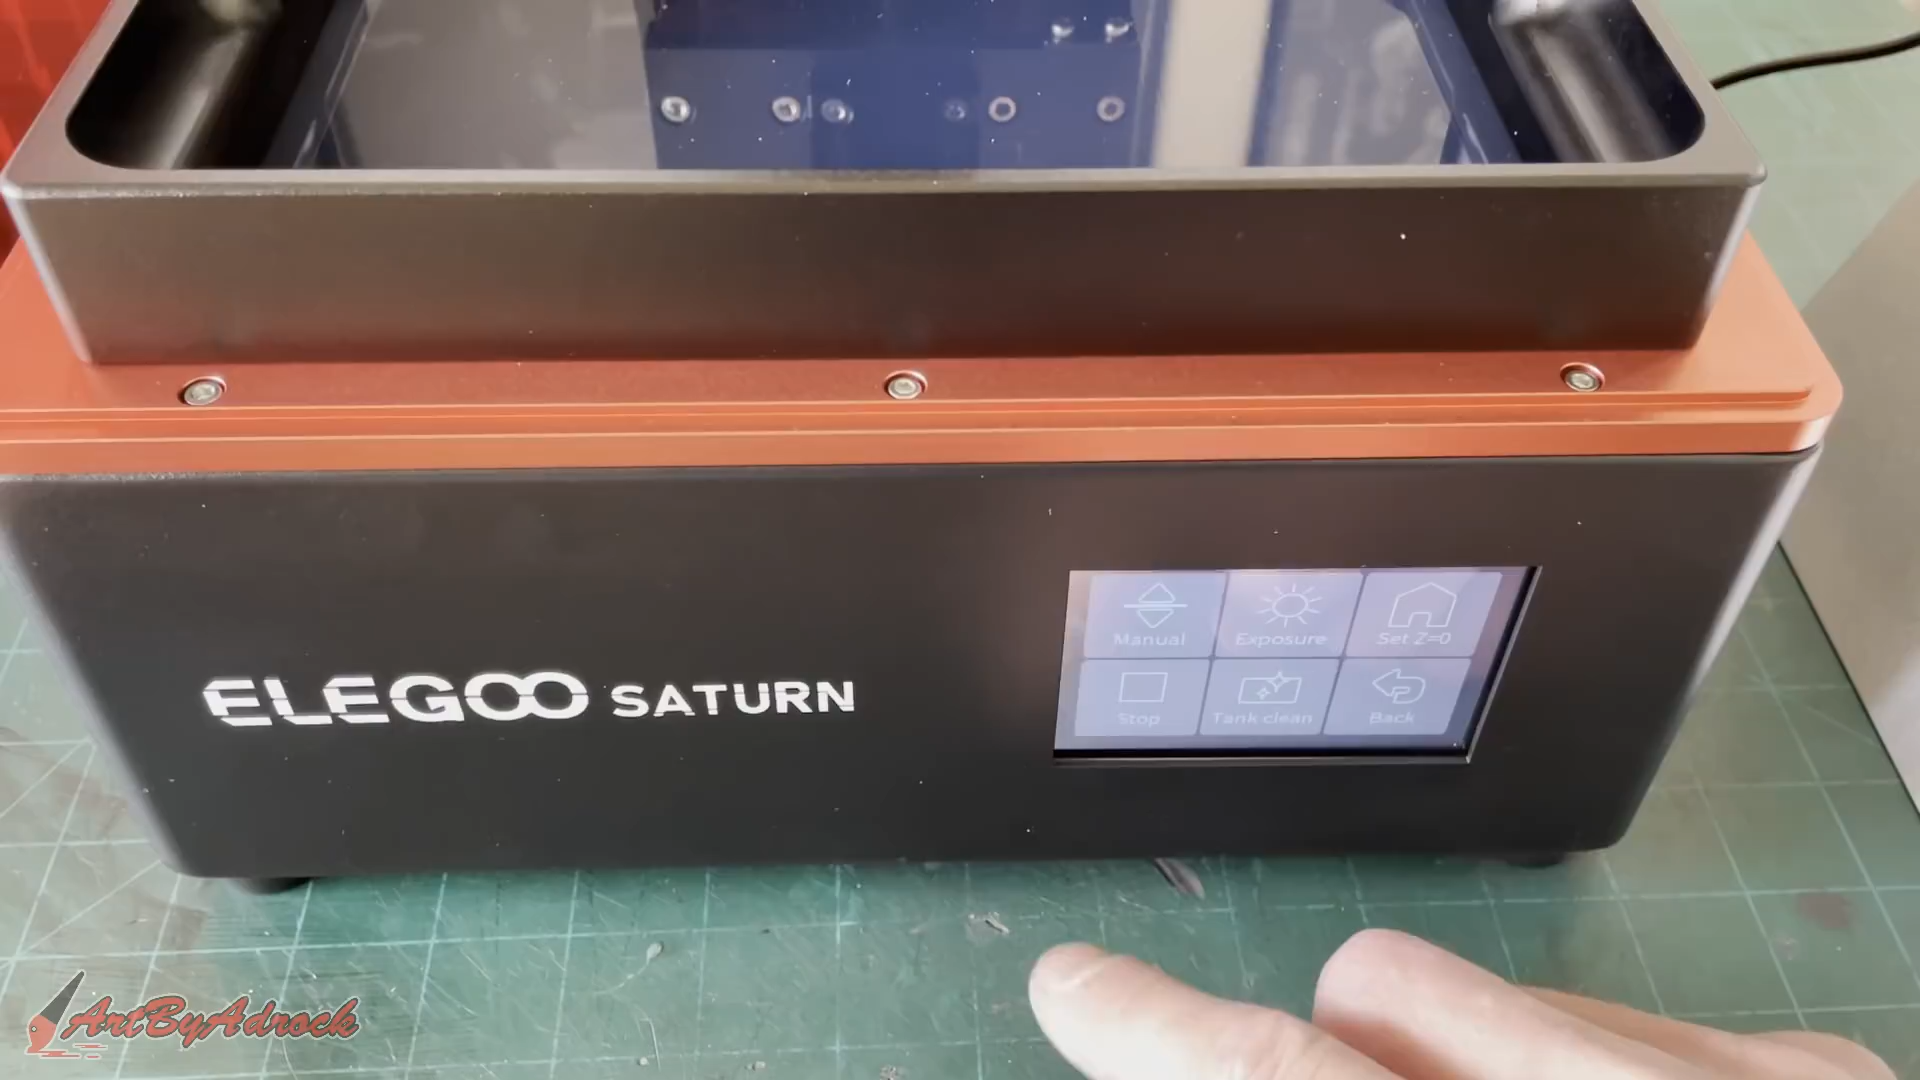 ELEGOO SATURN
Manual Exposure Set Z=0
Stop Tank clean Back
ArtByAdrock